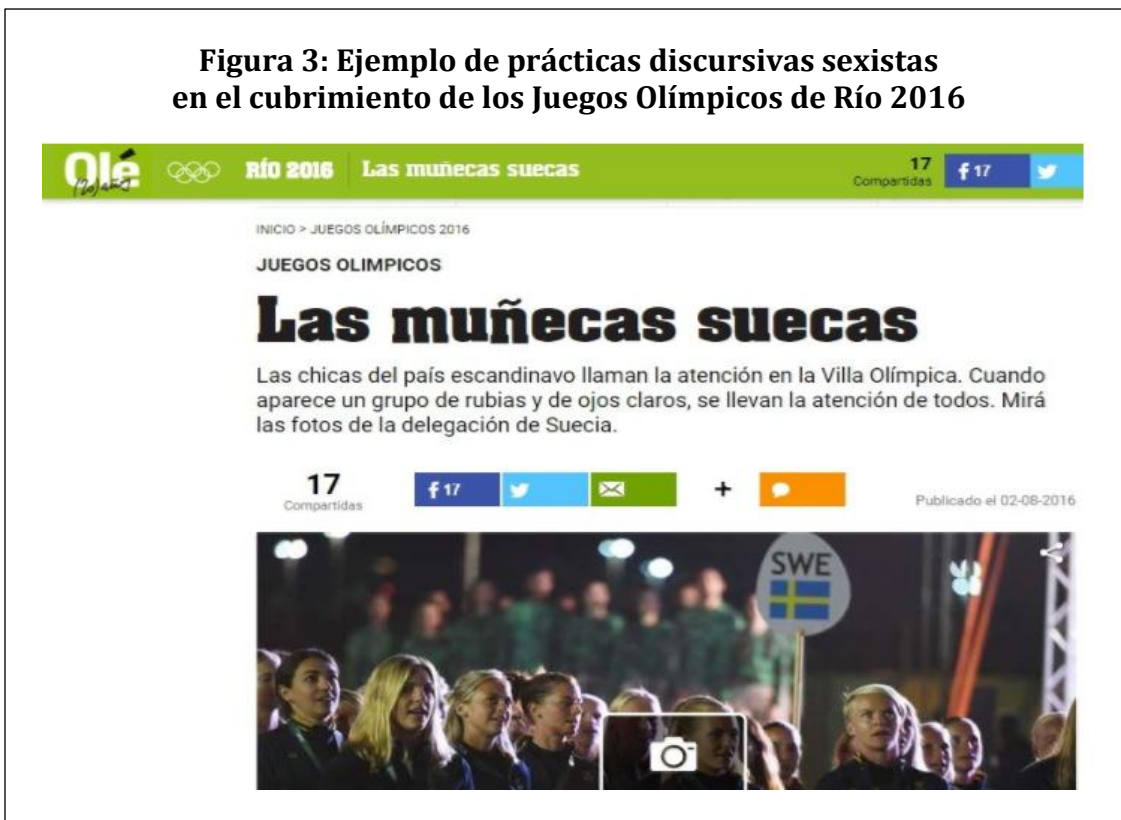 Figura 3: Ejemplo de prácticas discursivas sexistas
en el cubrimiento de los Juegos Olímpicos de Río 2016
Olé RÍO 2016 Las muñecas suecas 17 f 17
(20) años Compartidas
INICIO > JUEGOS OLÍMPICOS 2016
JUEGOS OLIMPICOS
Las muñecas suecas
Las chicas del país escandinavo llaman la atención en la Villa Olímpica. Cuando
aparece un grupo de rubias y de ojos claros, se llevan la atención de todos. Mirá
las fotos de la delegación de Suecia.
17 f 17 +
Compartidas Publicado el 02-08-2016
SWE